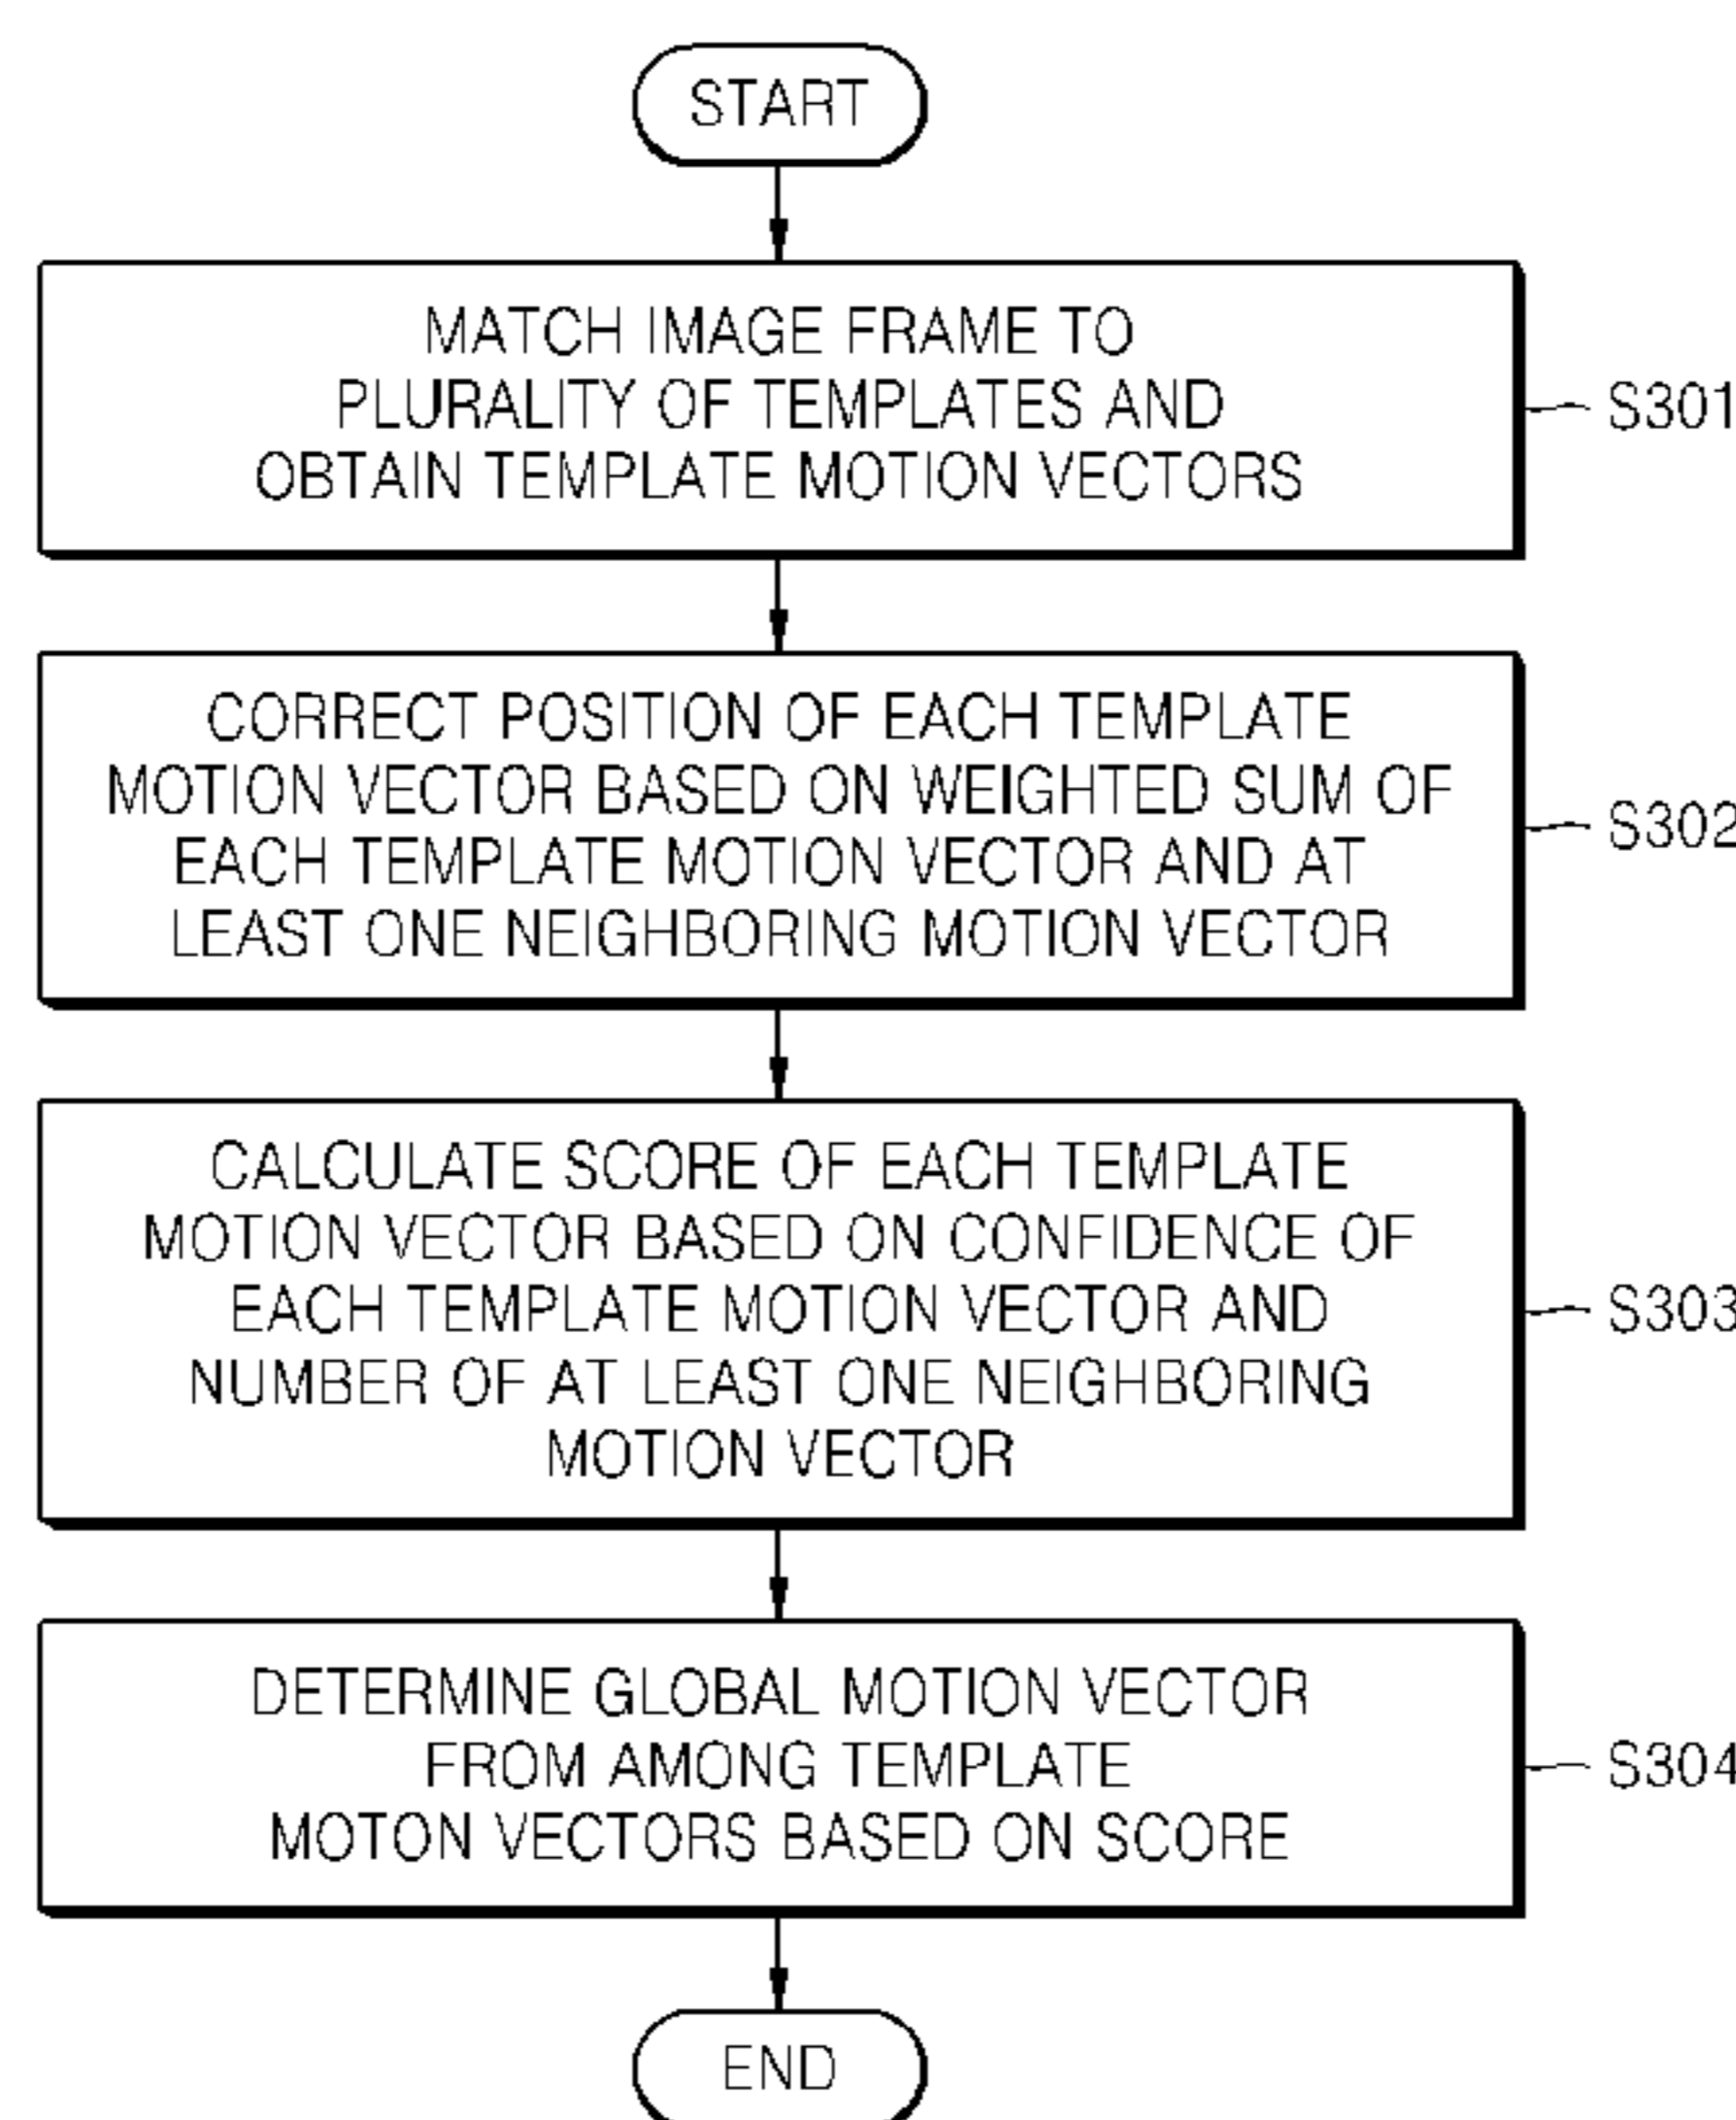 START
MATCH IMAGE FRAME TO
PLURALITY OF TEMPLATES AND
OBTAIN TEMPLATE MOTION VECTORS
S301
CORRECT POSITION OF EACH TEMPLATE
MOTION VECTOR BASED ON WEIGHTED SUM OF
EACH TEMPLATE MOTION VECTOR AND AT
LEAST ONE NEIGHBORING MOTION VECTOR
S302
CALCULATE SCORE OF EACH TEMPLATE
MOTION VECTOR BASED ON CONFIDENCE OF
EACH TEMPLATE MOTION VECTOR AND
NUMBER OF AT LEAST ONE NEIGHBORING
MOTION VECTOR
S303
DETERMINE GLOBAL MOTION VECTOR
FROM AMONG TEMPLATE
MOTON VECTORS BASED ON SCORE
S304
END